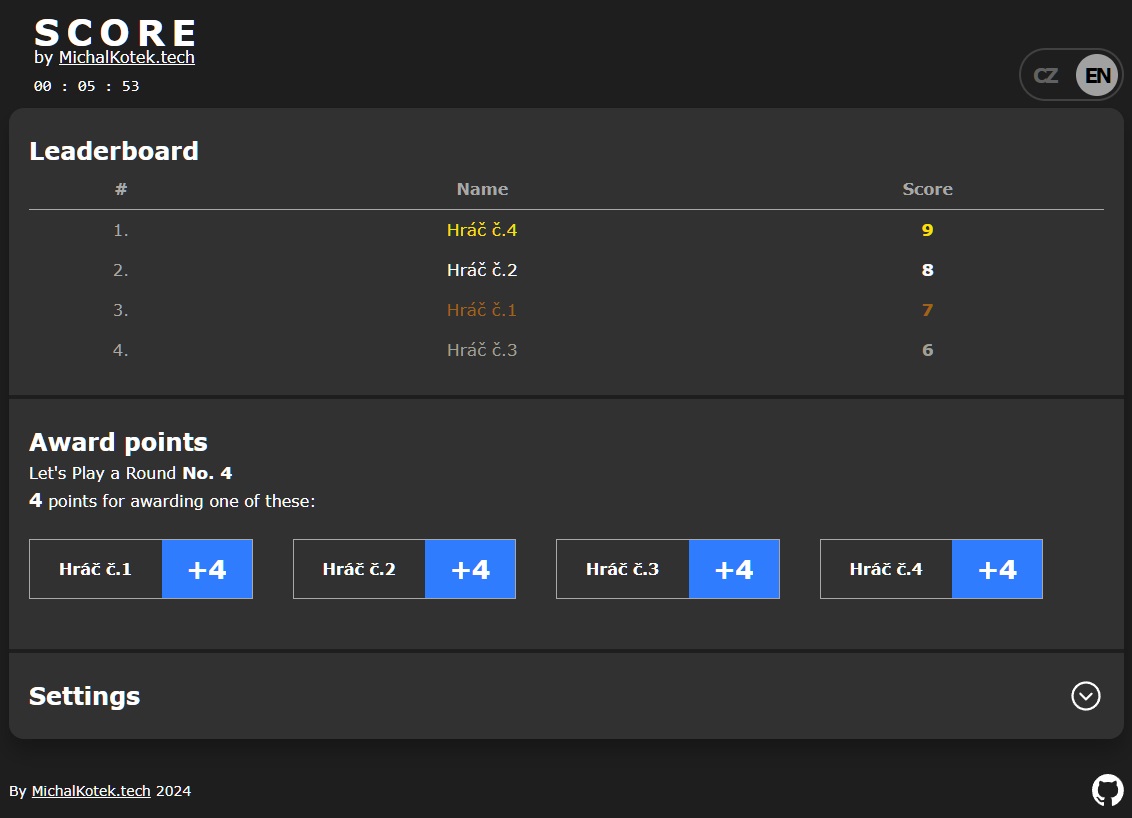 SCORE
by MichalKotek.tech
00 : 05 : 53
CZ EN
Leaderboard
# Name Score
1. Hráč č.4 9
2. Hráč č.2 8
3. Hráč č.1 7
4. Hráč č.3 6
Award points
Let's Play a Round No. 4
4 points for awarding one of these:
Hráč č.1 +4 Hráč č.2 +4 Hráč č.3 +4 Hráč č.4 +4
Settings
By MichalKotek.tech 2024